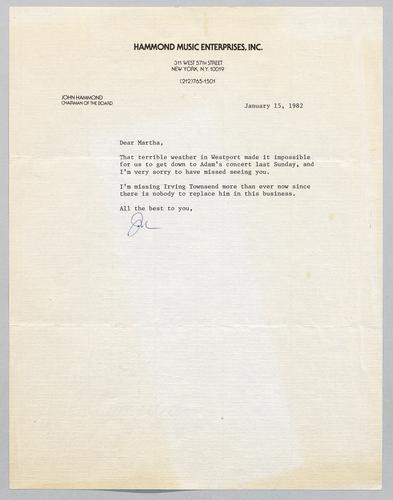 HAMMOND MUSIC ENTERPRISES, INC.
311 WEST 57TH STREET
NEW YORK, N.Y. 10019
(212)765-1501
JOHN HAMMOND
CHAIRMAN OF THE BOARD
January 15, 1982
Dear Martha,
That terrible weather in Westport made it impossible
for us to get down to Adam's concert last Sunday, and
I'm very sorry to have missed seeing you.
I'm missing Irving Townsend more than ever now since
there is nobody to replace him in this business.
All the best to you,
John